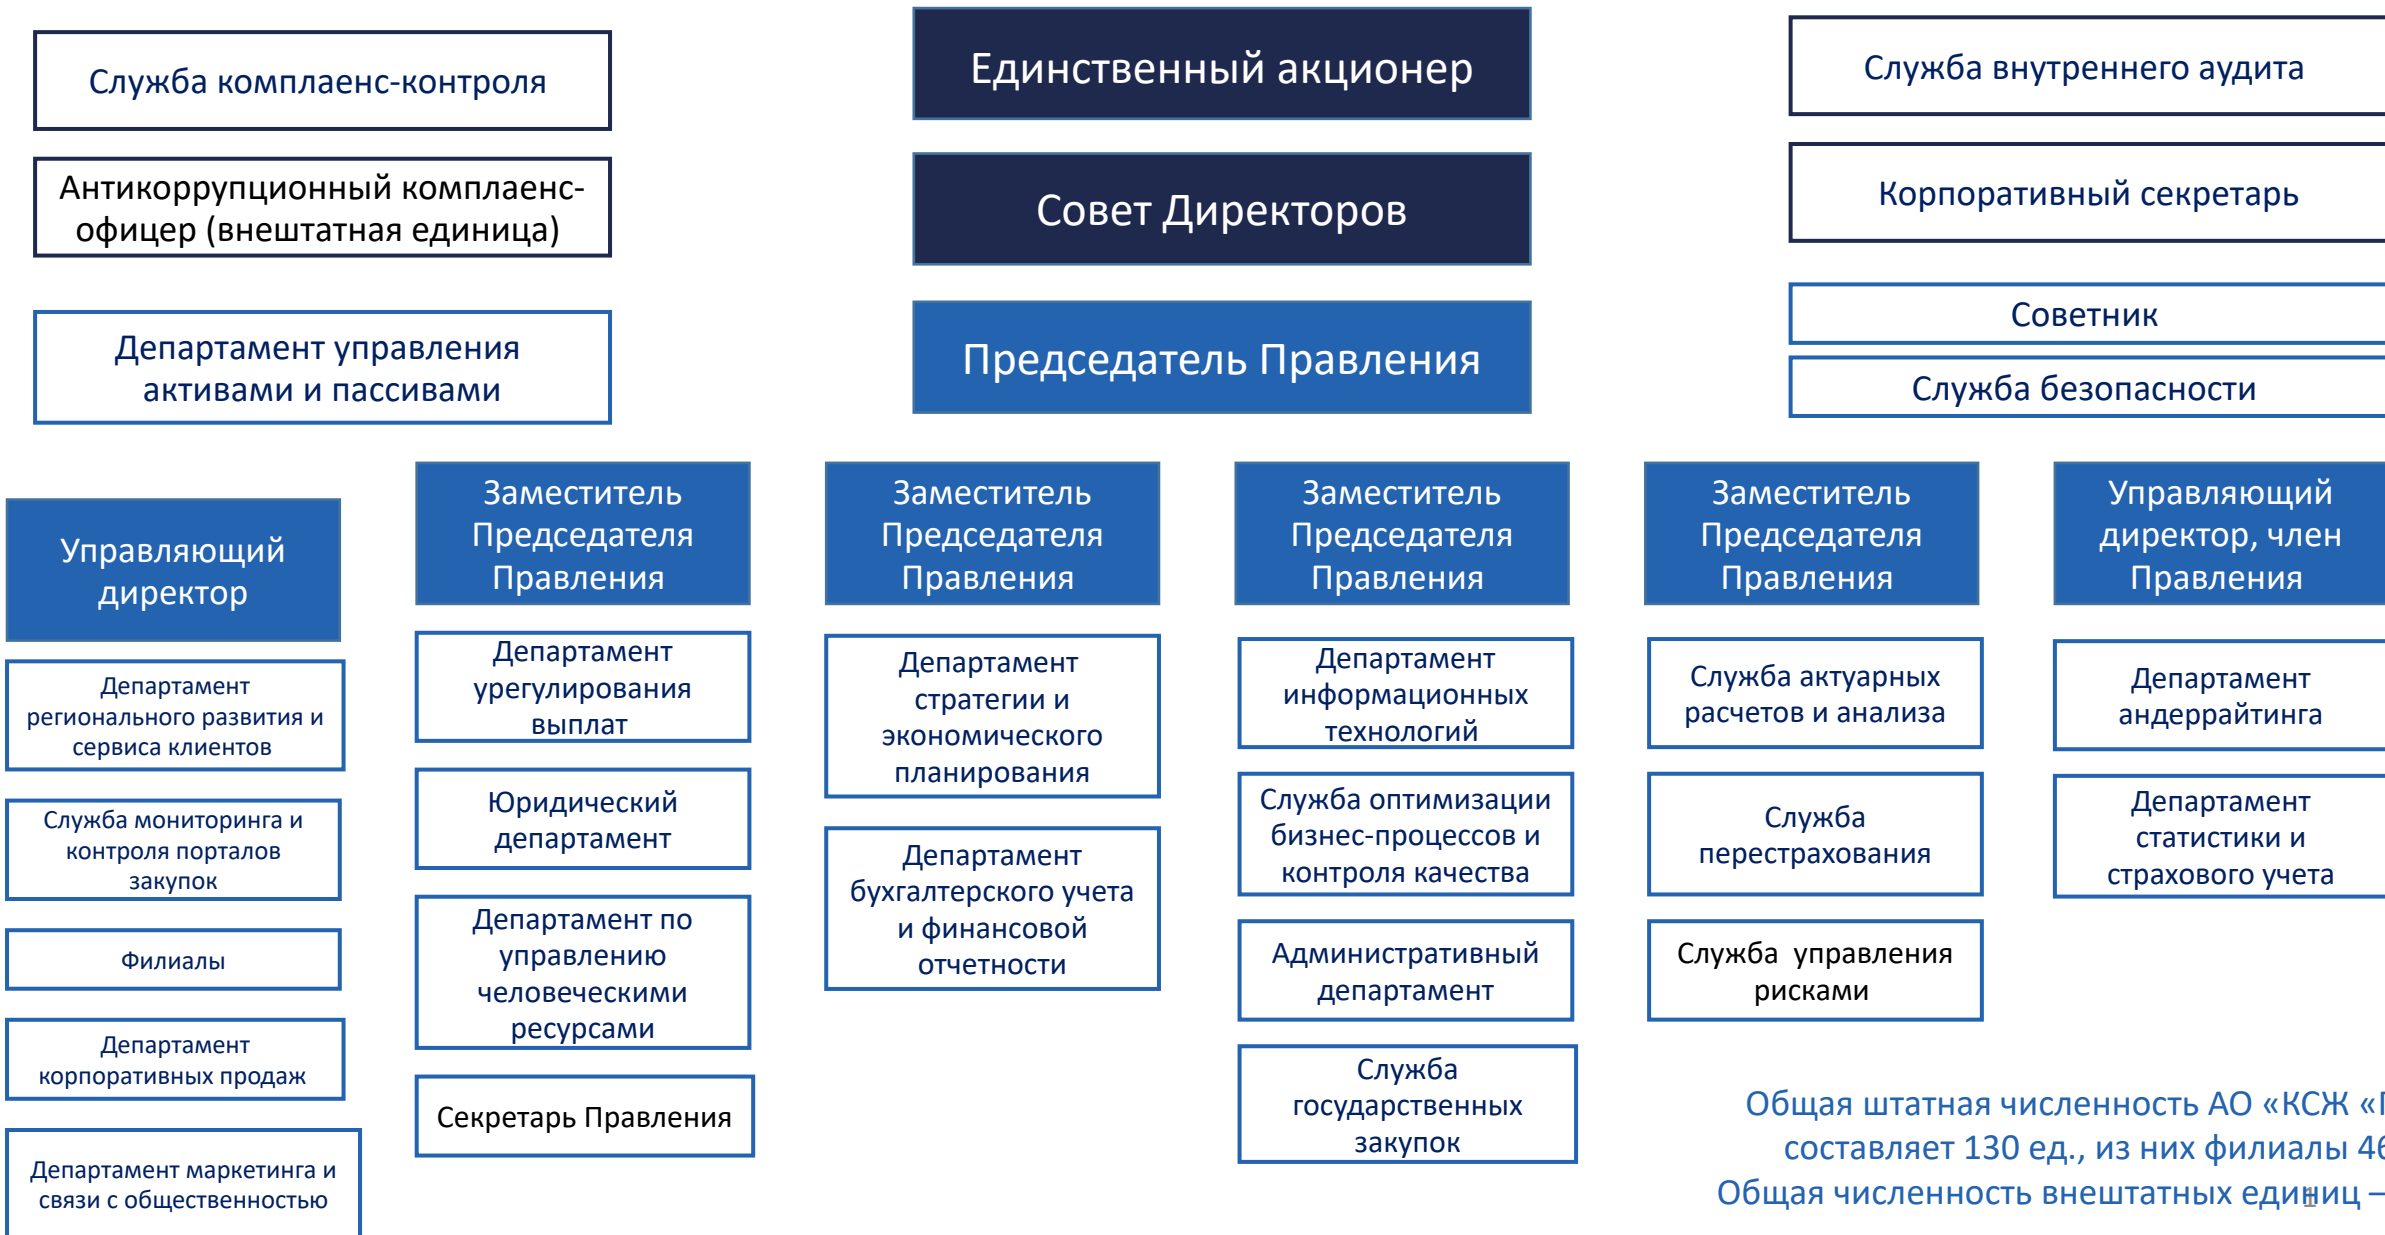 Служба комплаенс-контроля
Единственный акционер
Служба внутреннего аудита
Антикоррупционный комплаенс-
офицер (внештатная единица)
Совет Директоров
Корпоративный секретарь
Департамент управления
активами и пассивами
Председатель Правления
Советник
Служба безопасности
Управляющий
директор
Заместитель
Председателя
Правления
Заместитель
Председателя
Правления
Заместитель
Председателя
Правления
Заместитель
Председателя
Правления
Управляющий
директор, член
Правления
Департамент
регионального развития и
сервиса клиентов
Служба мониторинга и
контроля порталов
закупок
Филиалы
Департамент
корпоративных продаж
Департамент маркетинга и
связи с общественностью
Департамент
урегулирования
выплат
Юридический
департамент
Департамент по
управлению
человеческими
ресурсами
Секретарь Правления
Департамент
стратегии и
экономического
планирования
Департамент
бухгалтерского учета
и финансовой
отчетности
Департамент
информационных
технологий
Служба оптимизации
бизнес-процессов и
контроля качества
Административный
департамент
Служба
государственных
закупок
Служба актуарных
расчетов и анализа
Служба
перестрахования
Служба управления
рисками
Департамент
андеррайтинга
Департамент
статистики и
страхового учета
Общая штатная численность АО «КСЖ
составляет 130 ед., из них филиалы 46
Общая численность внештатных единиц –
1